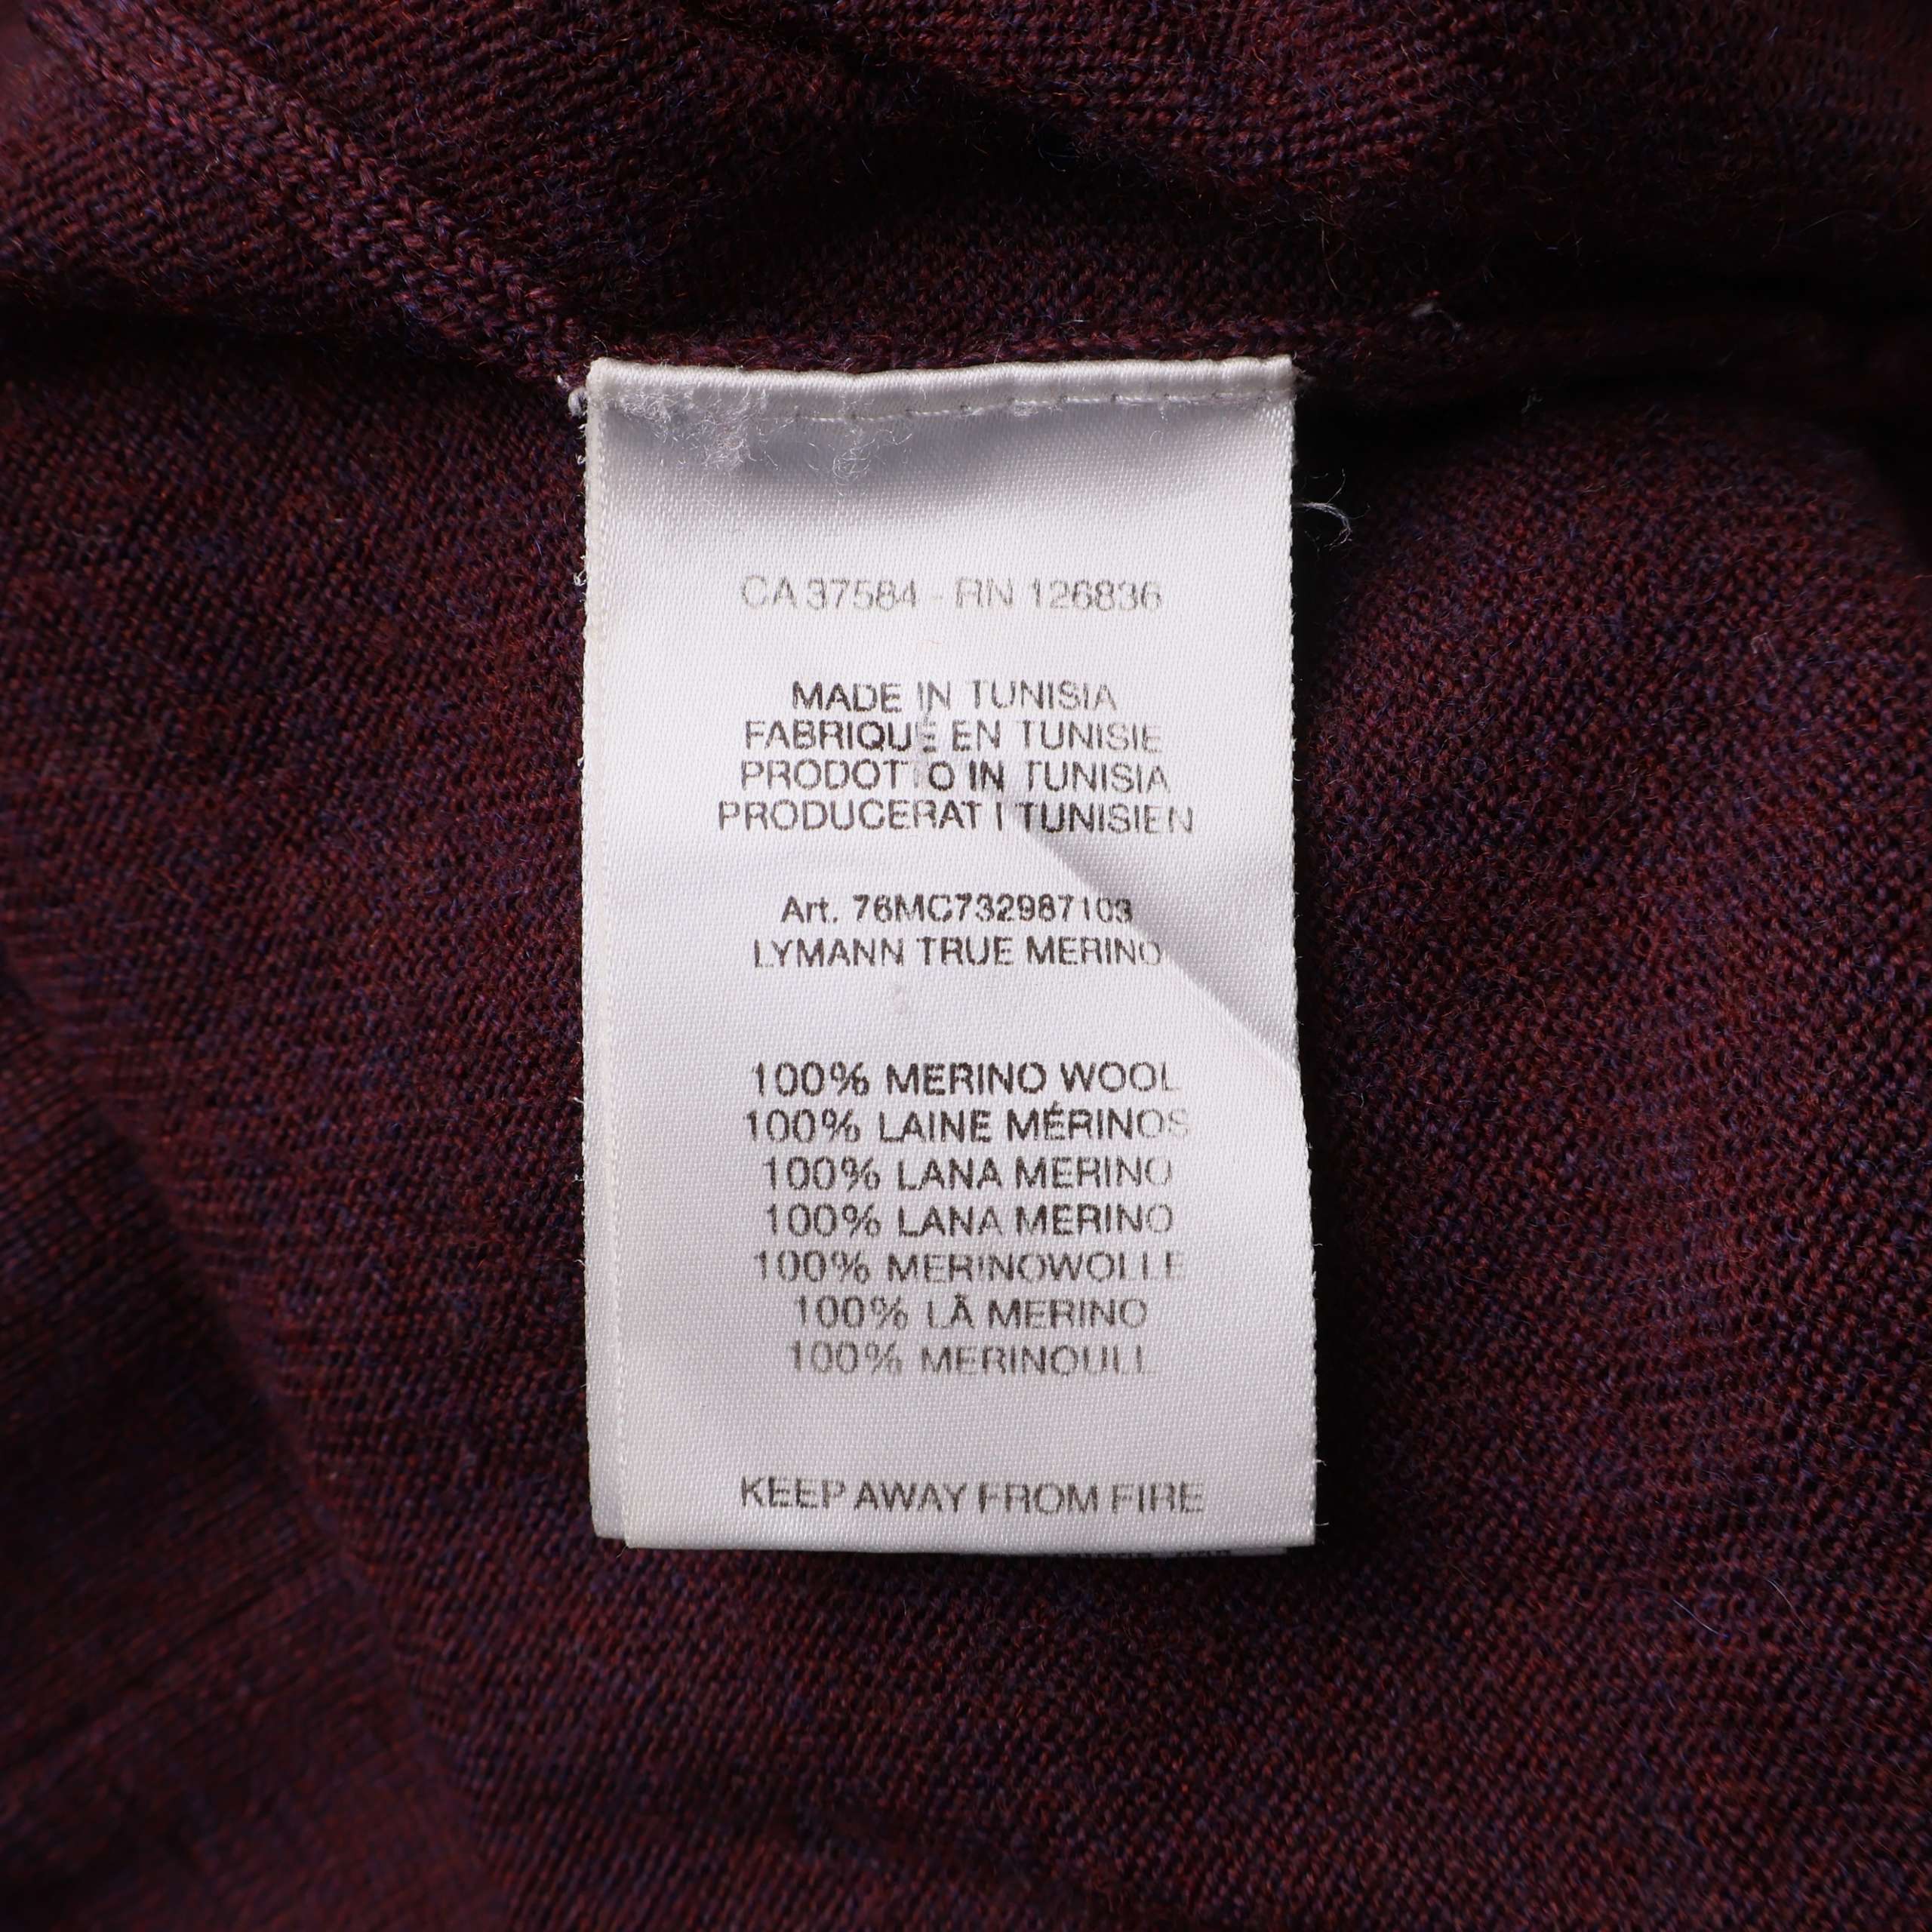 CA 37584 - RN 126836
MADE IN TUNISIA
FABRIQUÉ EN TUNISIE
PRODOTTO IN TUNISIA
PRODUCERAT I TUNISIEN
Art. 76MC732987103
LYMANN TRUE MERINO
100% MERINO WOOL
100% LAINE MÉRINOS
100% LANA MERINO
100% LANA MERINO
100% MERINOWOLLE
100% LÃ MERINO
100% MERINOULL
KEEP AWAY FROM FIRE